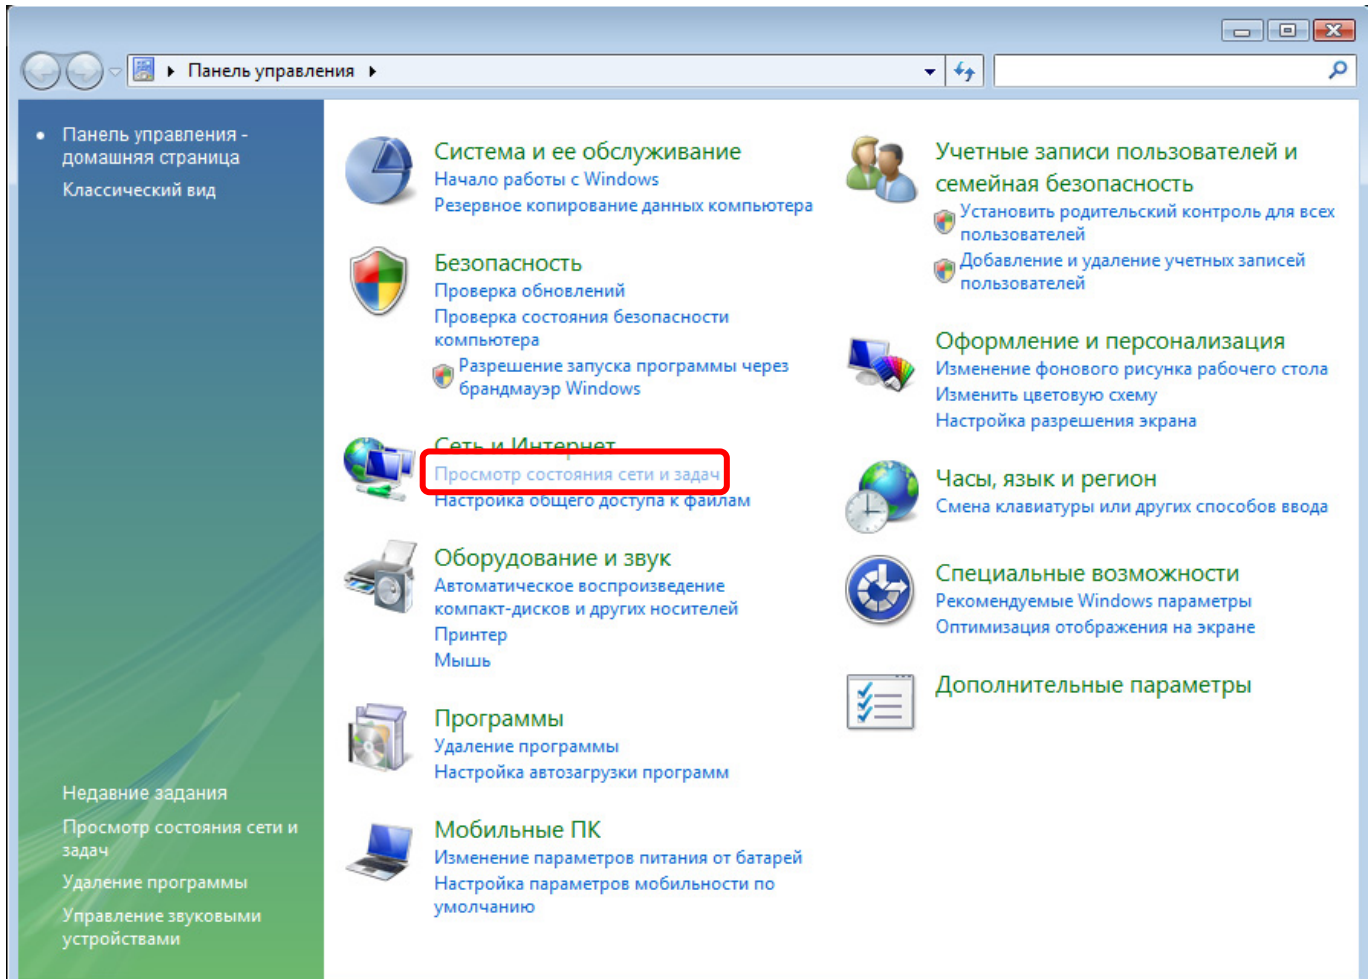 Панель управления
Панель управления -
домашняя страница
Классический вид
Недавние задания
Просмотр состояния сети и
задач
Удаление программы
Управление звуковыми
устройствами
Система и ее обслуживание
Начало работы с Windows
Резервное копирование данных компьютера
Безопасность
Проверка обновлений
Проверка состояния безопасности
компьютера
Разрешение запуска программы через
брандмауэр Windows
Сеть и Интернет
Просмотр состояния сети и задач
Настройка общего доступа к файлам
Оборудование и звук
Автоматическое воспроизведение
компакт-дисков и других носителей
Принтер
Мышь
Программы
Удаление программы
Настройка автозагрузки программ
Мобильные ПК
Изменение параметров питания от батарей
Настройка параметров мобильности по
умолчанию
Учетные записи пользователей и
семейная безопасность
Установить родительский контроль для всех
пользователей
Добавление и удаление учетных записей
пользователей
Оформление и персонализация
Изменение фонового рисунка рабочего стола
Изменить цветовую схему
Настройка разрешения экрана
Часы, язык и регион
Смена клавиатуры или других способов ввода
Специальные возможности
Рекомендуемые Windows параметры
Оптимизация отображения на экране
Дополнительные параметры